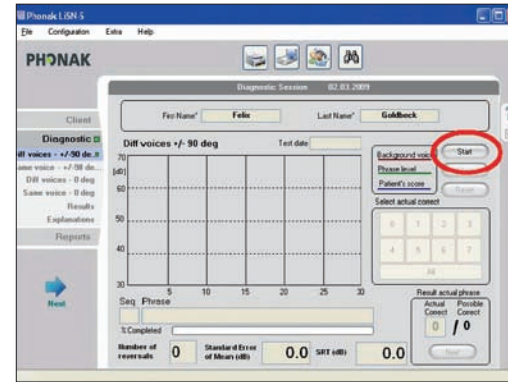 Phonak LiSN-S
File Configuration Extra Help
PHONAK
Diagnostic Session 02.03.2009
Client
First Name* Felix Last Name* Goldbeck
Diagnostic
Diff voices +/- 90 deg Test date
iff voices - +/-90 de..
ame voice - +/-90 de...
Diff voices - 0 deg
Same voice - 0 deg
Results
Explanations
Reports
Next
70
[dB]
60
50
40
30
5 10 15 20 25 30
Background voice
Phrase level
Patient's score
Start
Pause
Select actual correct
0 1 2 3
4 5 6 7
All
Seq Phrase
% Completed
Result actual phrase
Actual Correct
Possible Correct
0 / 0
Next
Number of reversals 0
Standard Error of Mean (dB) 0.0
SRT (dB) 0.0